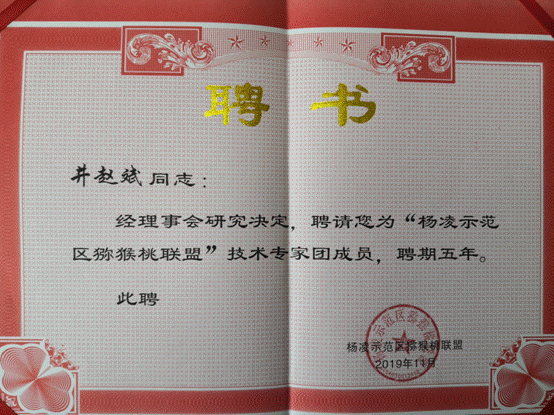 聘 书
井赵斌同志：
经理事会研究决定，聘请您为“杨凌示范
区猕猴桃联盟”技术专家团成员，聘期五年。
此聘
杨凌示范区猕猴桃联盟
2019年11月